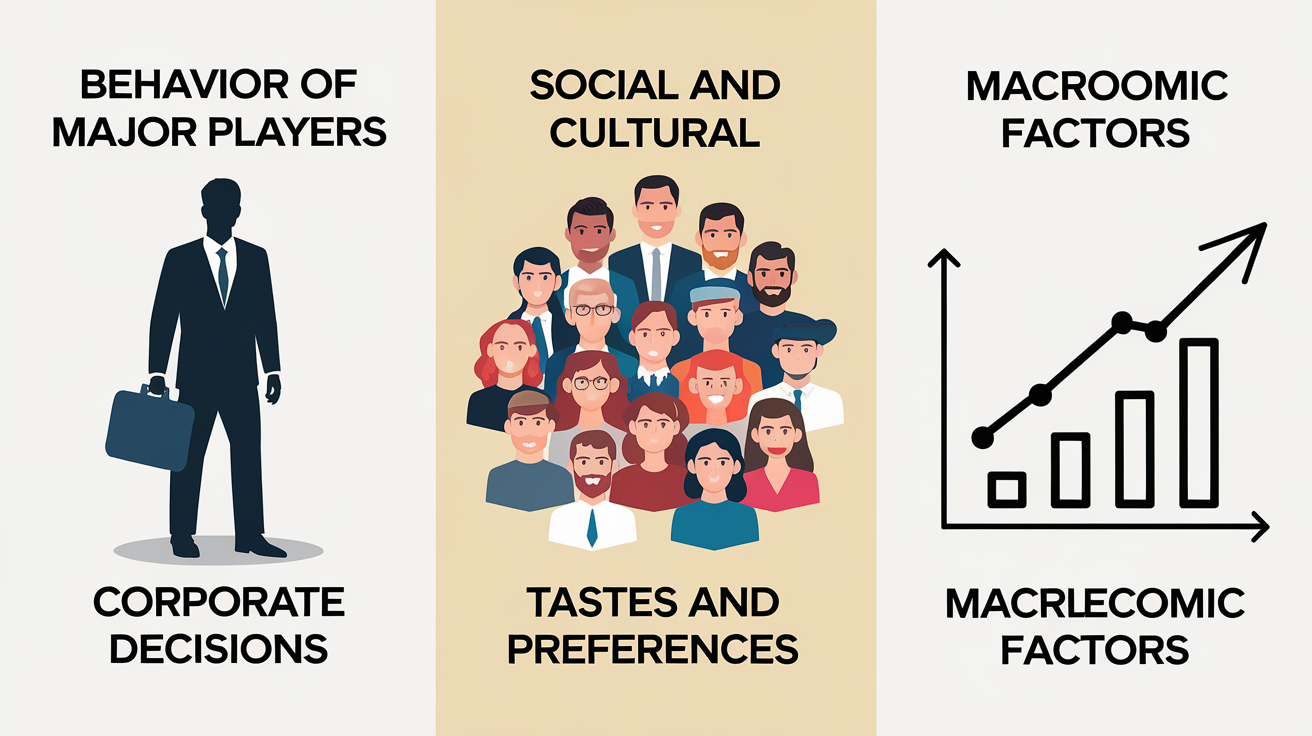 BEHAVIOR OF
MAJOR PLAYERS
CORPORATE
DECISIONS
SOCIAL AND
CULTURAL
TASTES AND
PREFERENCES
MACROOMIC
FACTORS
MACRLECOMIC
FACTORS